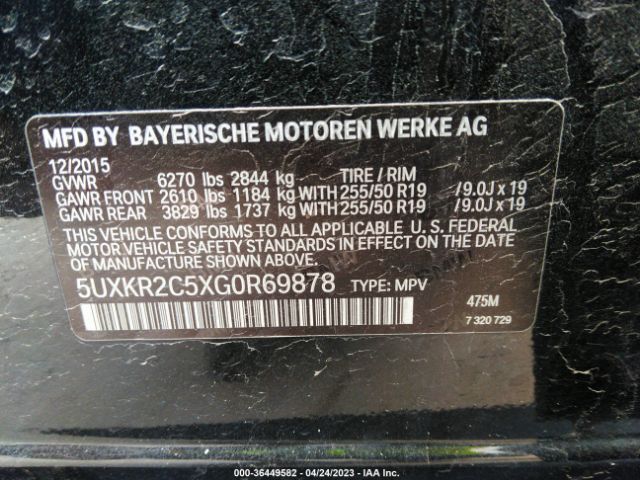 MFD BY BAYERISCHE MOTOREN WERKE AG
12/2015
GVWR 6270 lbs 2844 kg TIRE / RIM
GAWR FRONT 2610 lbs 1184 kg WITH 255/50 R19 /9.0J x 19
GAWR REAR 3829 lbs 1737 kg WITH 255/50 R19 /9.0J x 19
THIS VEHICLE CONFORMS TO ALL APPLICABLE U. S. FEDERAL
MOTOR VEHICLE SAFETY STANDARDS IN EFFECT ON THE
DATE OF MANUFACTURE SHOWN ABOVE.
5UXKR2C5XG0R69878 TYPE: MPV 475M
7 320 729
000-36449582 - 04/24/2023 - IAA Inc.